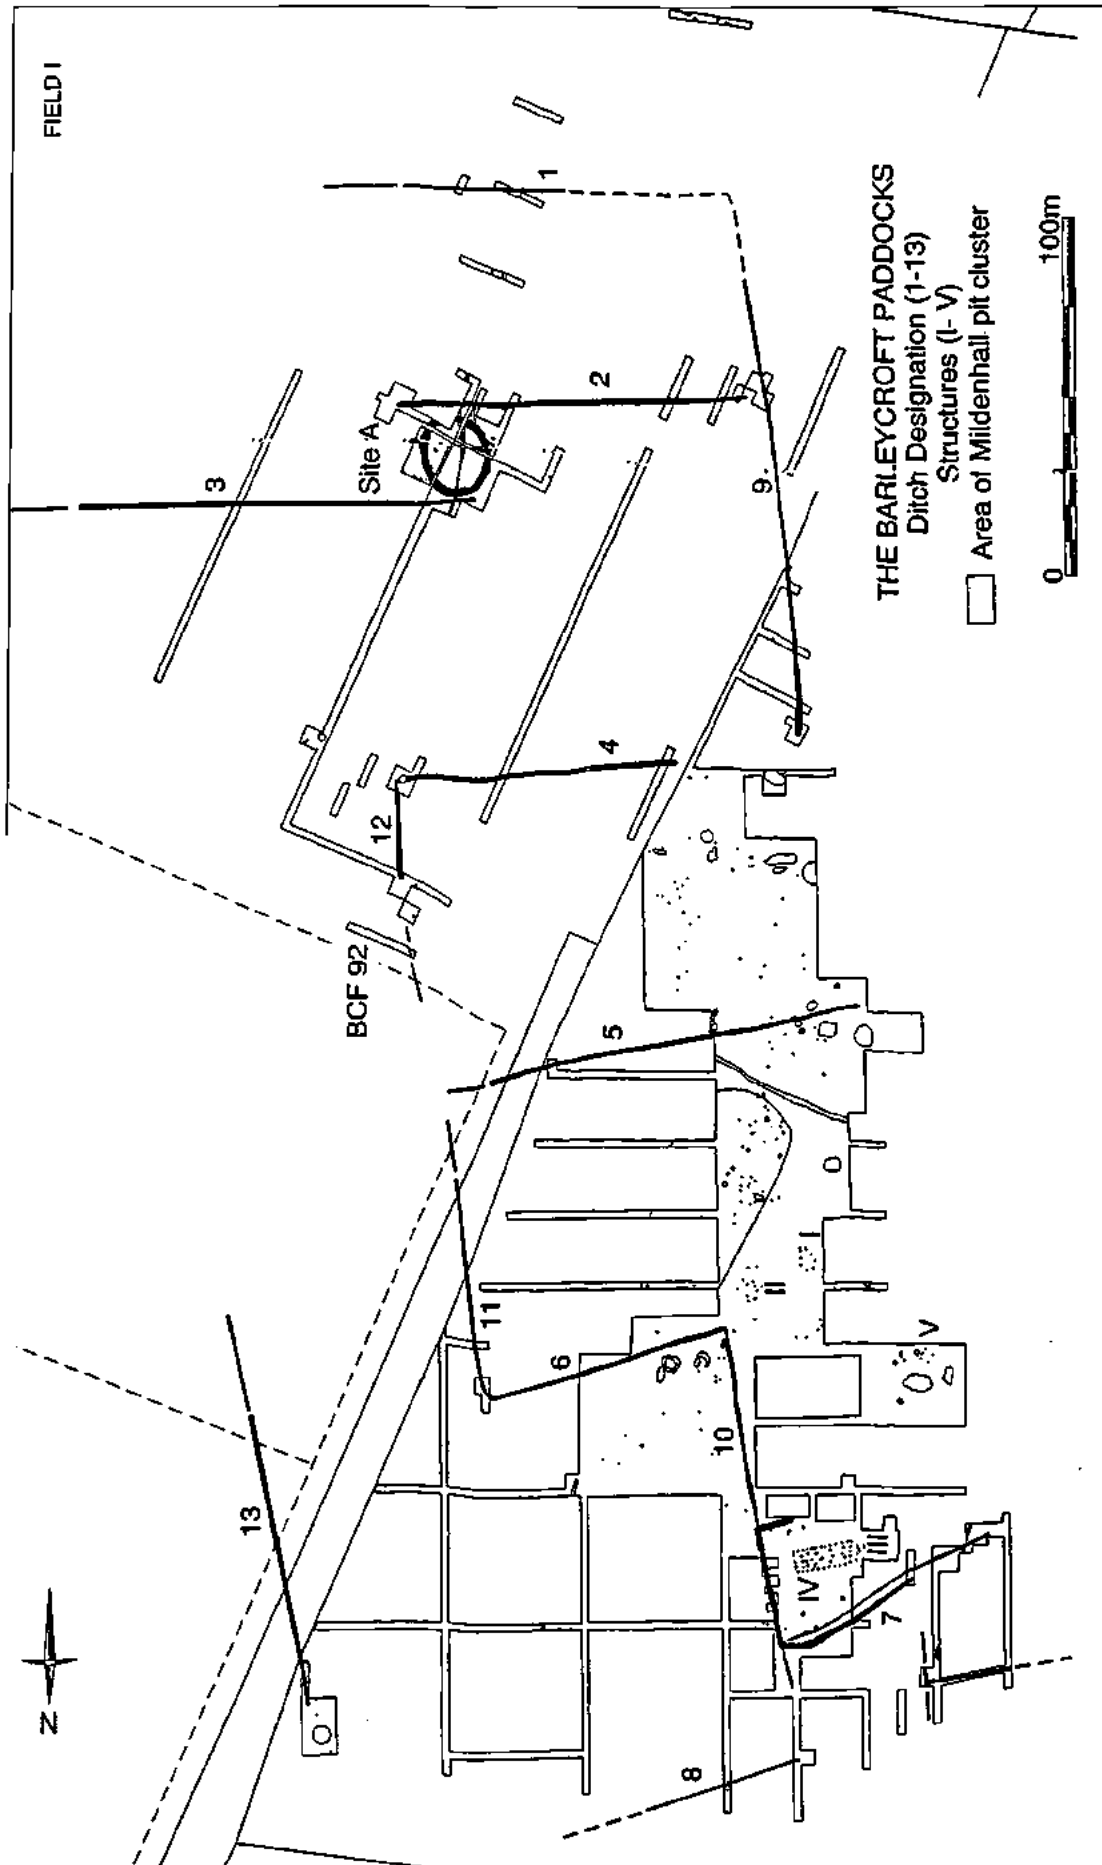 FIELD I
1
2
3
Site A
9
4
12
BCF 92
5
11
6
I
II
V
10
13
IV
III
7
8
N
THE BARLEYCROFT PADDOCKS
Ditch Designation (1-13)
Structures (I- V)
Area of Mildenhall pit cluster
0
100m